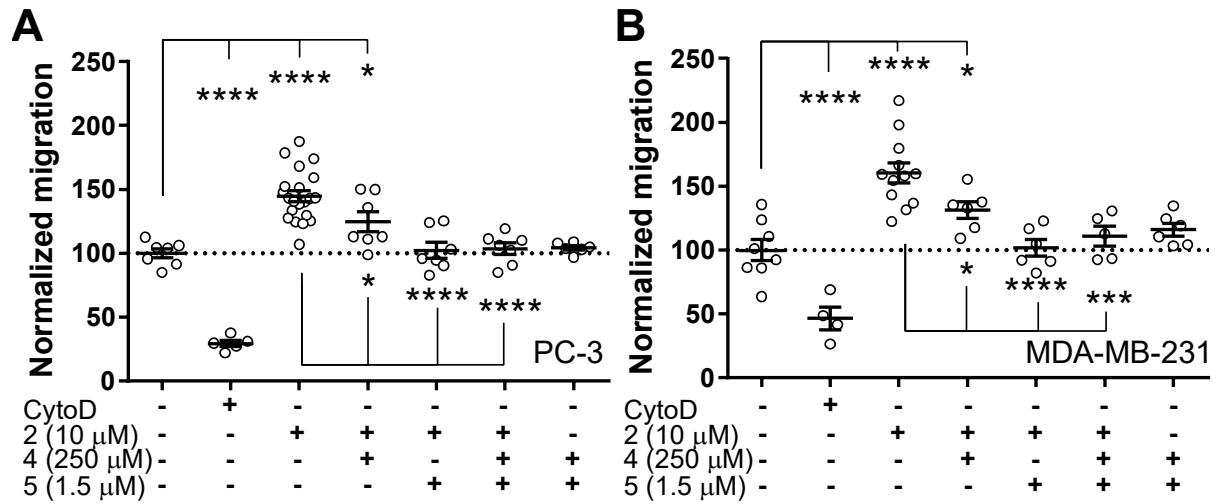 A
Normalized migration
250
200
150
100
50
0
****
****
*
*
****
****
PC-3
CytoD - + - - - - -
2 (10 μM) - - + + + + -
4 (250 μM) - - - + - + +
5 (1.5 μM) - - - - + + +
B
Normalized migration
250
200
150
100
50
0
****
****
*
*
****
***
MDA-MB-231
CytoD - + - - - - -
2 (10 μM) - - + + + + -
4 (250 μM) - - - + - + +
5 (1.5 μM) - - - - + + +